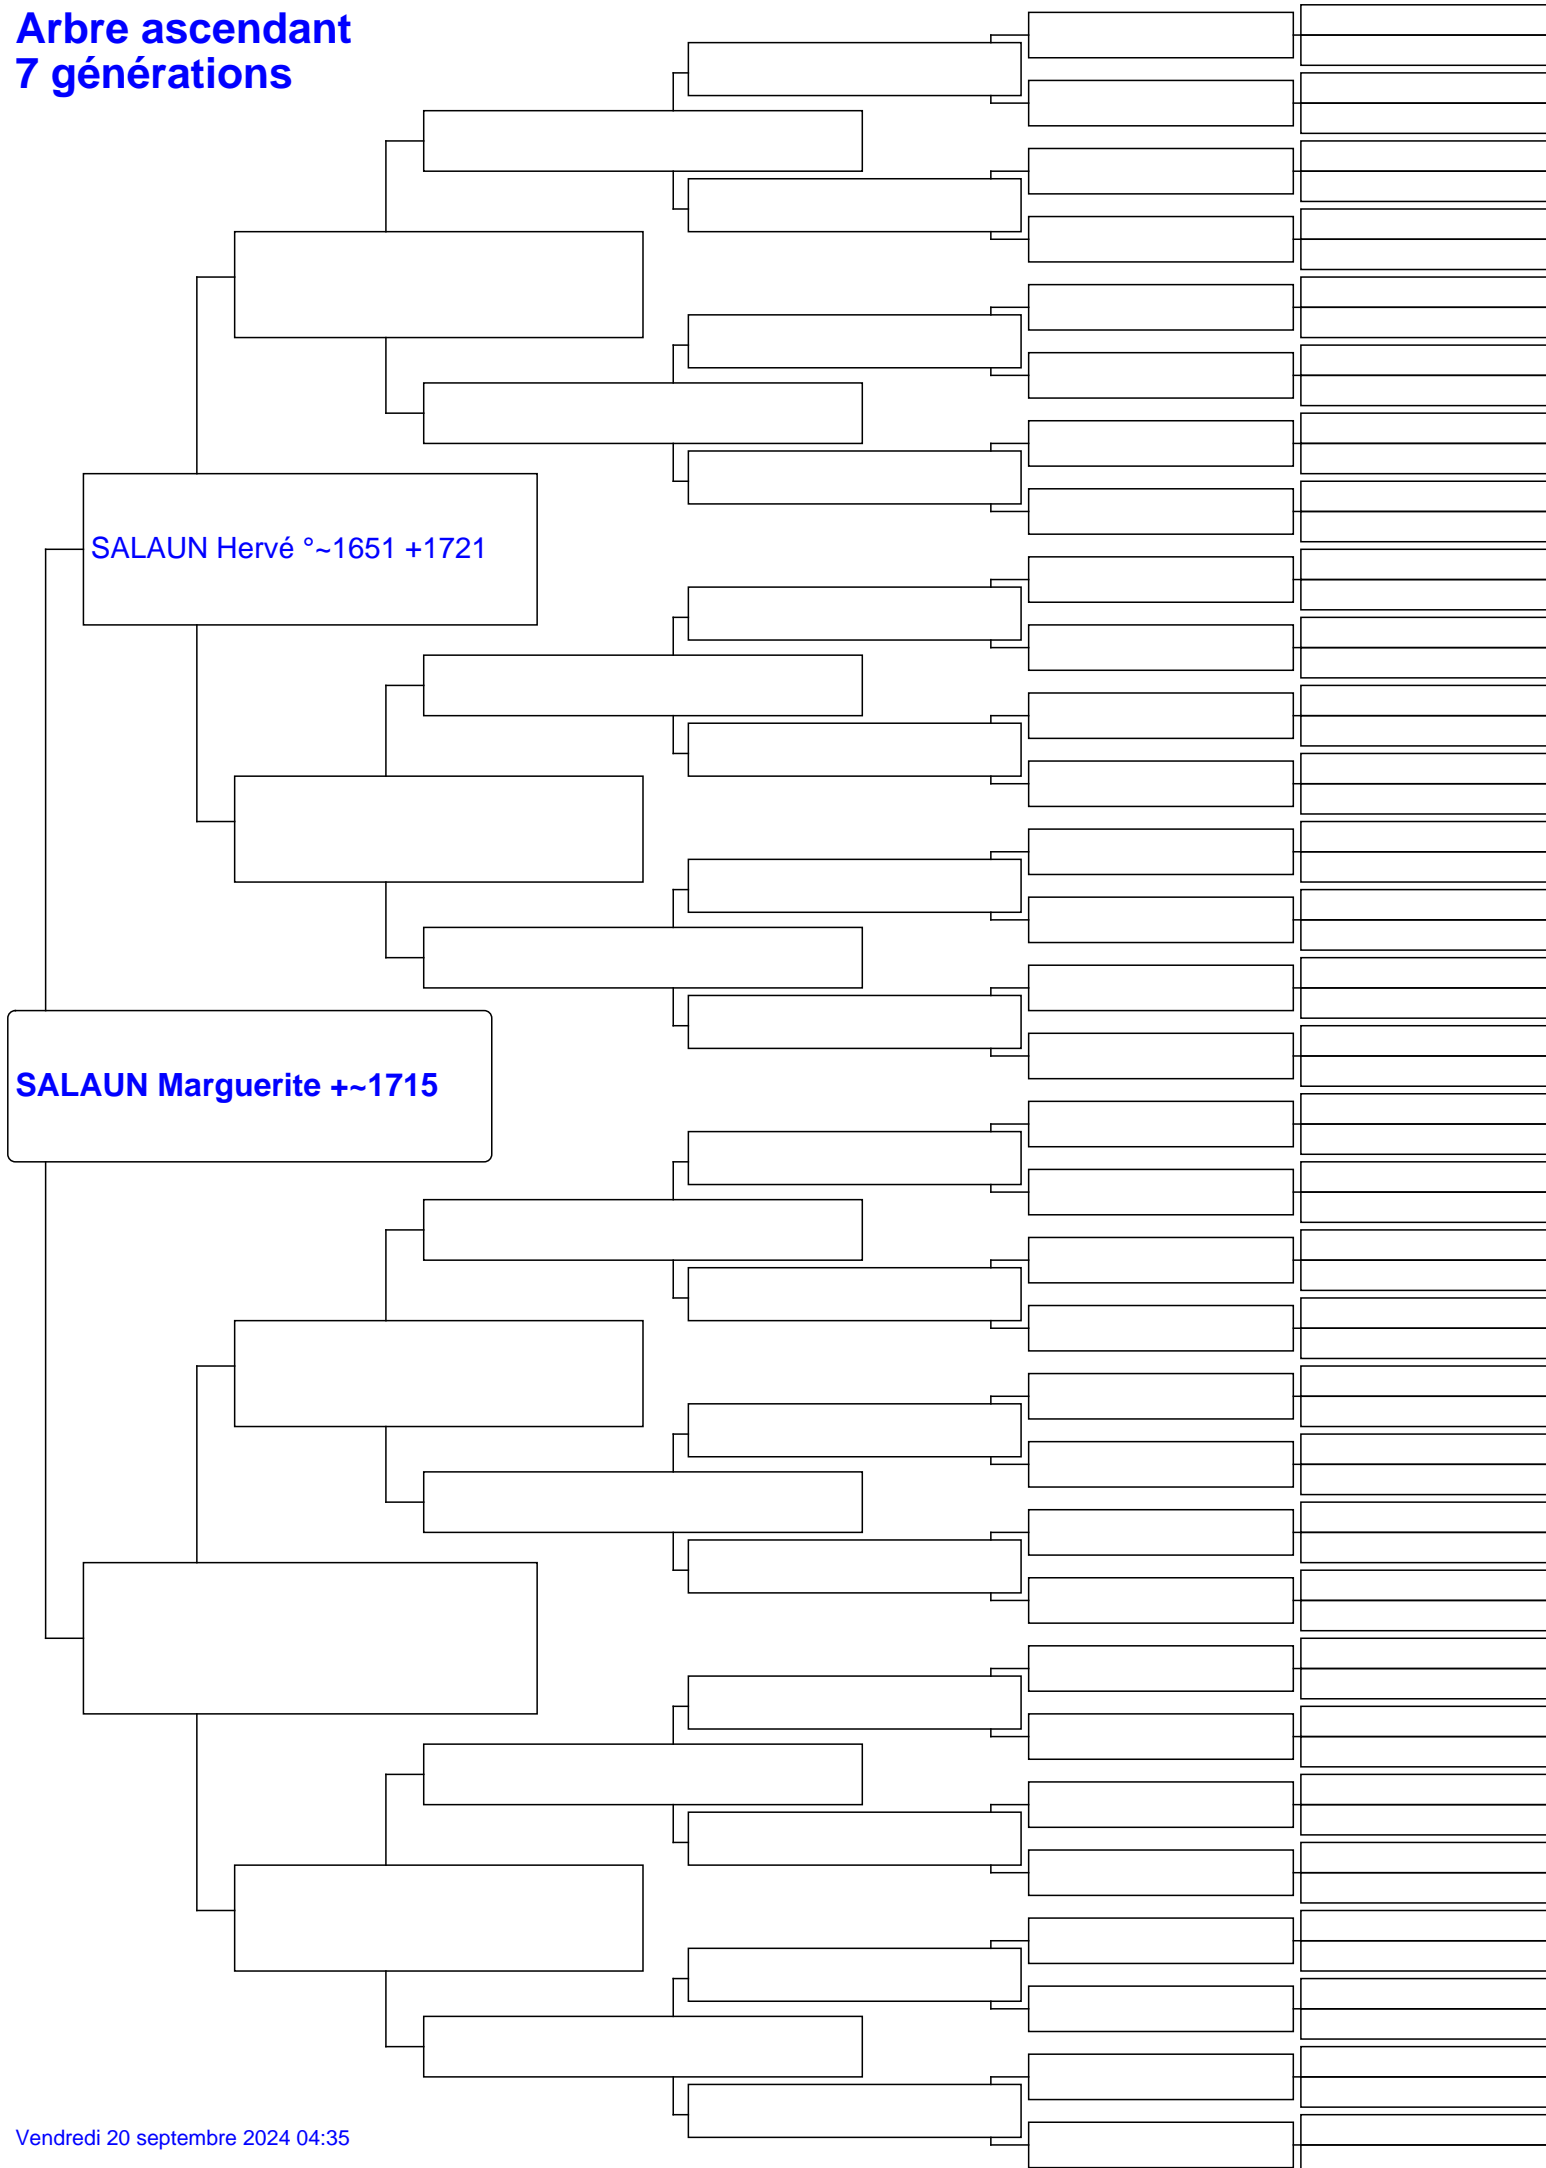 Arbre ascendant
7 générations
SALAUN Hervé °~1651 +1721
SALAUN Marguerite +~1715
Vendredi 20 septembre 2024 04:35